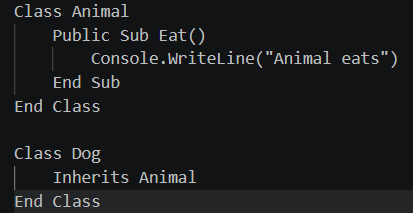 Class Animal
    Public Sub Eat()
        Console.WriteLine("Animal eats")
    End Sub
End Class

Class Dog
    Inherits Animal
End Class